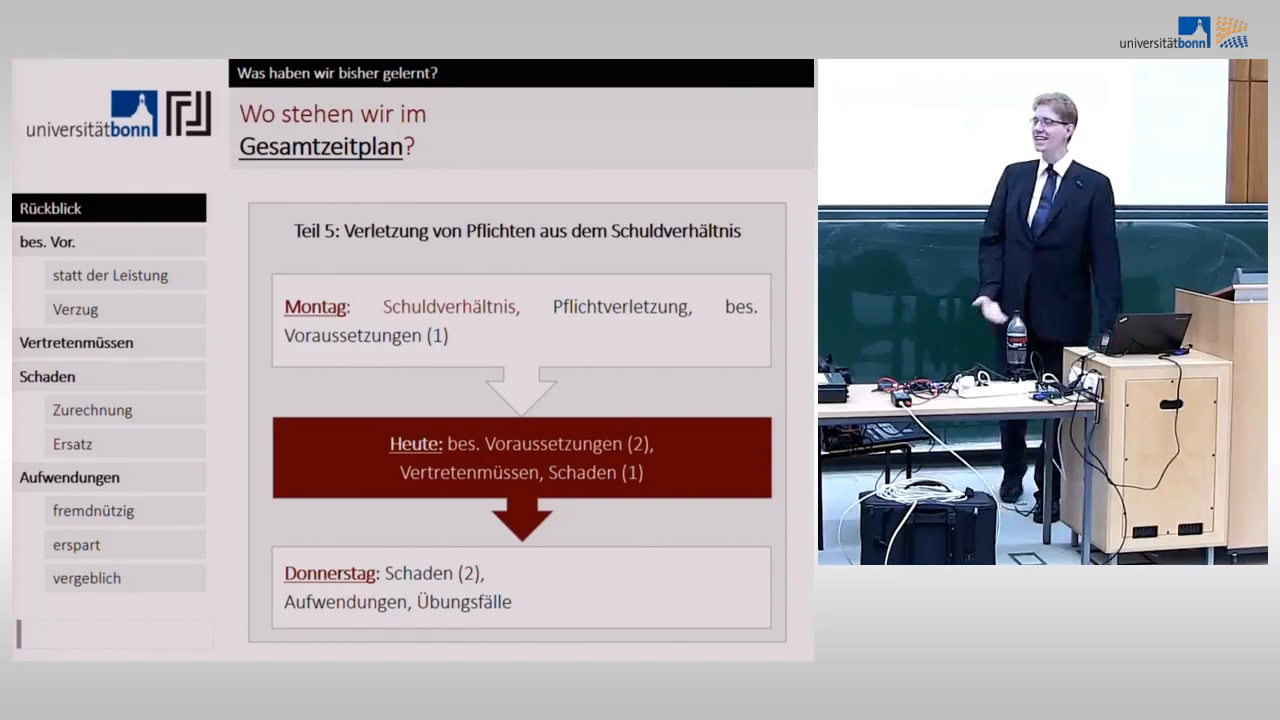 universitätbonn
Was haben wir bisher gelernt?
universitätbonn
Wo stehen wir im
Gesamtzeitplan?
Rückblick
bes. Vor.
statt der Leistung
Verzug
Vertretenmüssen
Schaden
Zurechnung
Ersatz
Aufwendungen
fremdnützig
erspart
vergeblich
Teil 5: Verletzung von Pflichten aus dem Schuldverhältnis
Montag: Schuldverhältnis, Pflichtverletzung, bes.
Voraussetzungen (1)
Heute: bes. Voraussetzungen (2),
Vertretenmüssen, Schaden (1)
Donnerstag: Schaden (2),
Aufwendungen, Übungsfälle